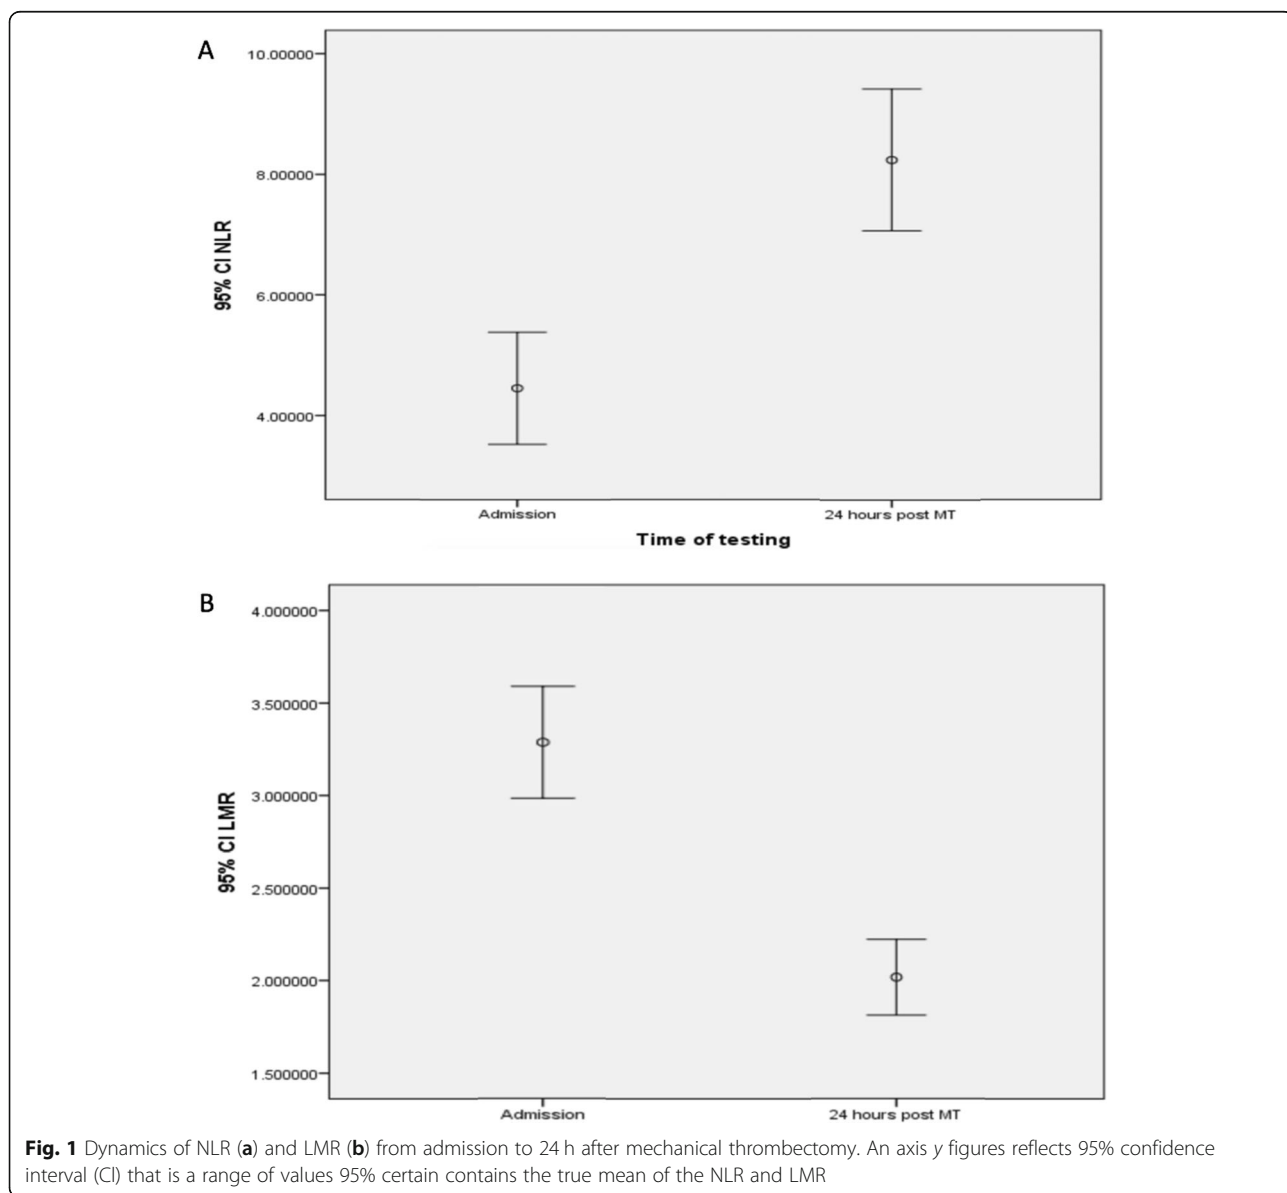 A
10.00000
8.00000
6.00000
4.00000
95% CI NLR
Admission
24 hours post MT
Time of testing
B
4.000000
3.500000
3.000000
2.500000
2.000000
1.500000
95% CI LMR
Admission
24 hours post MT
Fig. 1 Dynamics of NLR (a) and LMR (b) from admission to 24 h after mechanical thrombectomy. An axis y figures reflects 95% confidence
interval (CI) that is a range of values 95% certain contains the true mean of the NLR and LMR